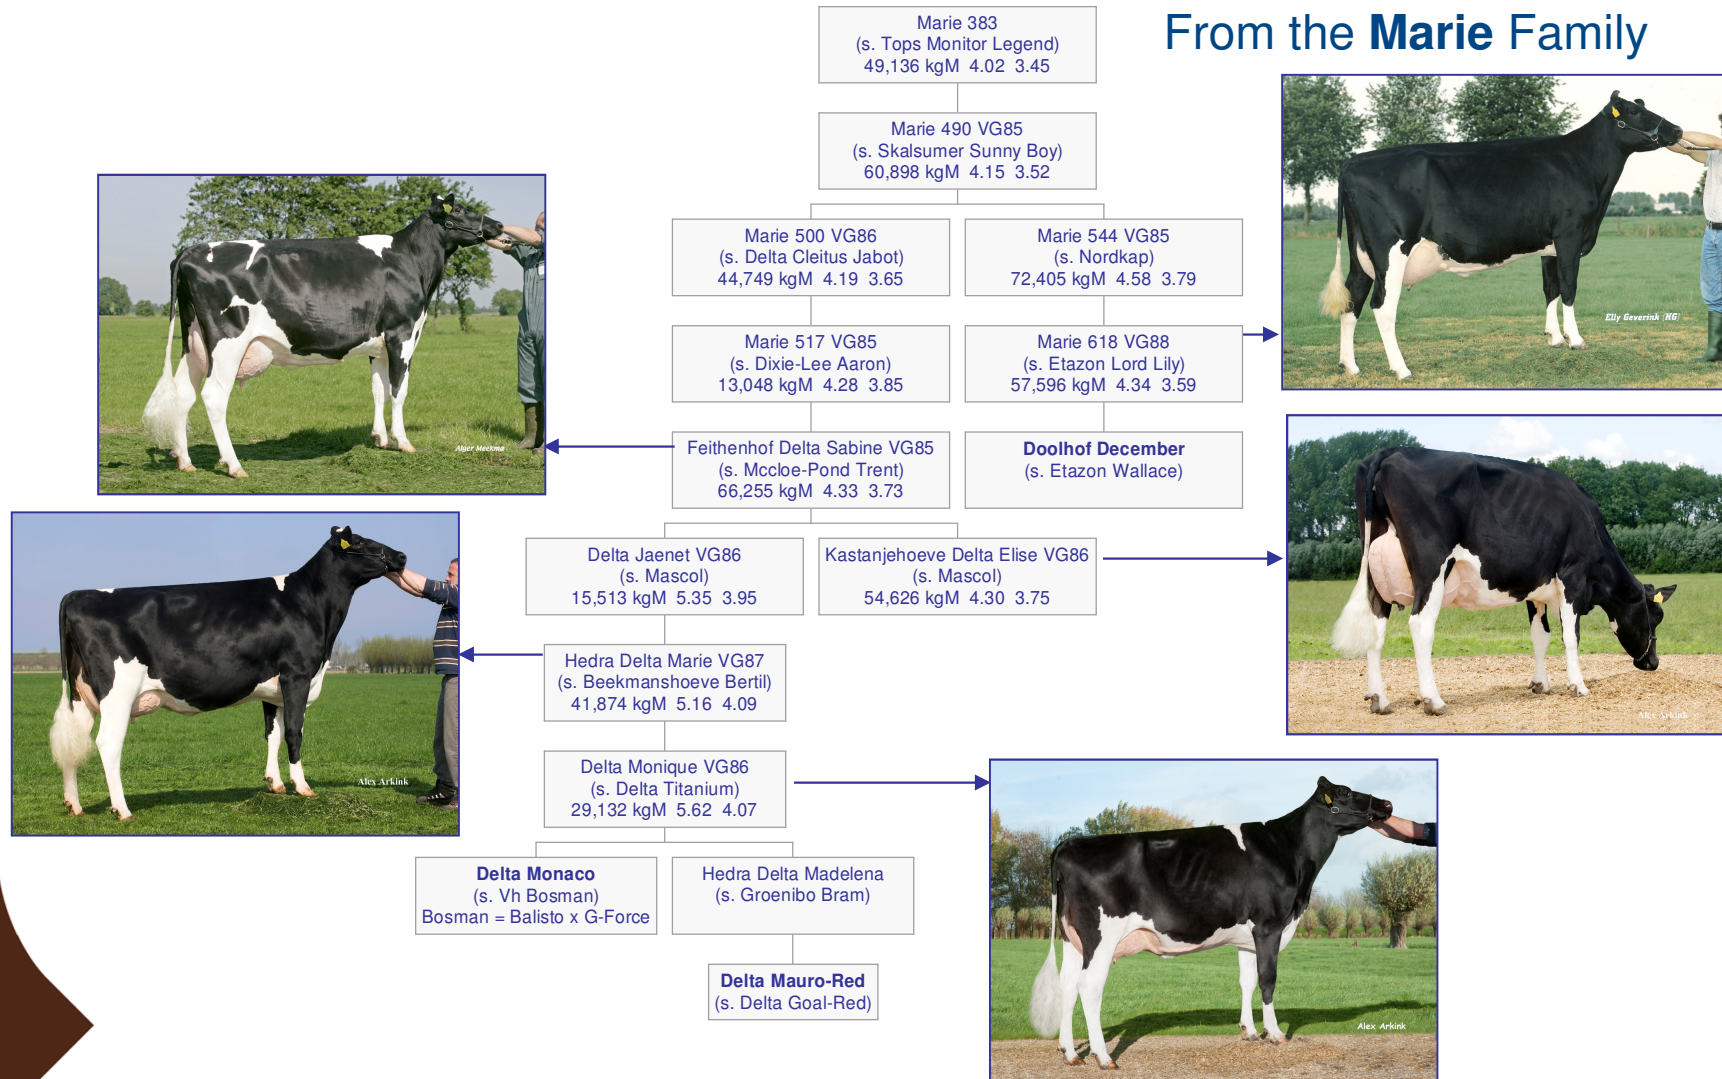 From the Marie Family
Marie 383
(s. Tops Monitor Legend)
49,136 kgM 4.02 3.45
Marie 490 VG85
(s. Skalsumer Sunny Boy)
60,898 kgM 4.15 3.52
Marie 500 VG86
(s. Delta Cleitus Jabot)
44,749 kgM 4.19 3.65
Marie 544 VG85
(s. Nordkap)
72,405 kgM 4.58 3.79
Marie 517 VG85
(s. Dixie-Lee Aaron)
13,048 kgM 4.28 3.85
Marie 618 VG88
(s. Etazon Lord Lily)
57,596 kgM 4.34 3.59
Elly Geverink (HG)
Feithenhof Delta Sabine VG85
(s. Mccloe-Pond Trent)
66,255 kgM 4.33 3.73
Doolhof December
(s. Etazon Wallace)
Alger Meekma
Delta Jaenet VG86
(s. Mascol)
15,513 kgM 5.35 3.95
Kastanjehoeve Delta Elise VG86
(s. Mascol)
54,626 kgM 4.30 3.75
Alex Arkink
Hedra Delta Marie VG87
(s. Beekmanshoeve Bertil)
41,874 kgM 5.16 4.09
Alex Arkink
Delta Monique VG86
(s. Delta Titanium)
29,132 kgM 5.62 4.07
Delta Monaco
(s. Vh Bosman)
Bosman = Balisto x G-Force
Hedra Delta Madelena
(s. Groenibo Bram)
Delta Mauro-Red
(s. Delta Goal-Red)
Alex Arkink